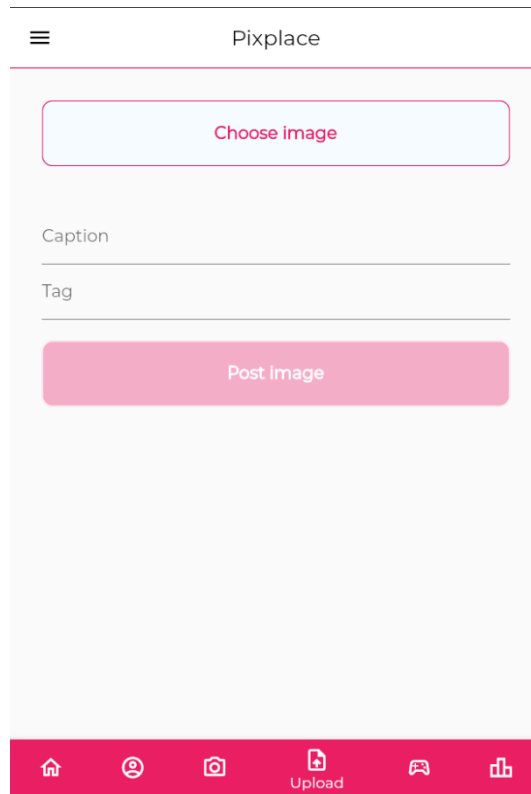 Pixplace
Choose image
Caption
Tag
Post image
Upload